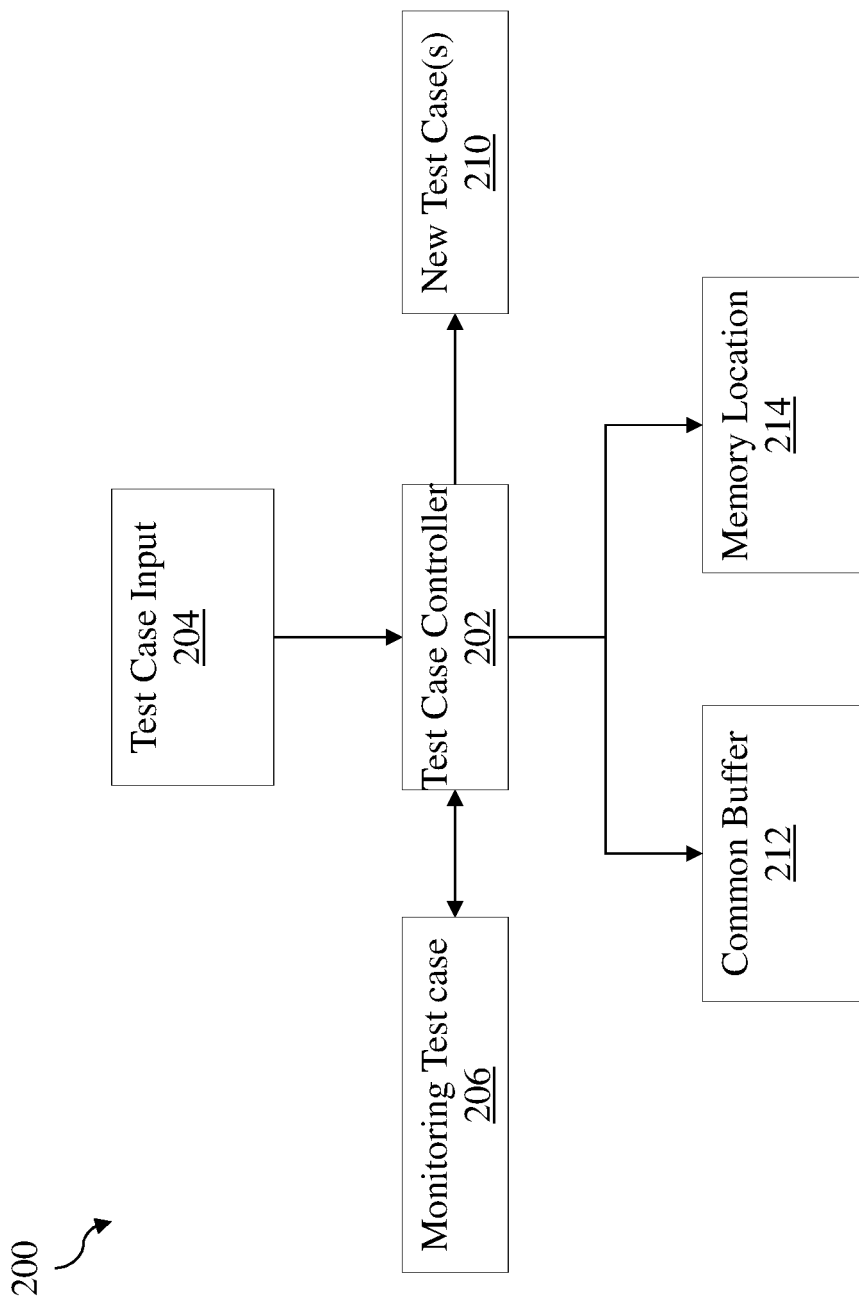 200
Test Case Input
204
Monitoring Test case
206
Test Case Controller
202
New Test Case(s)
210
Common Buffer
212
Memory Location
214